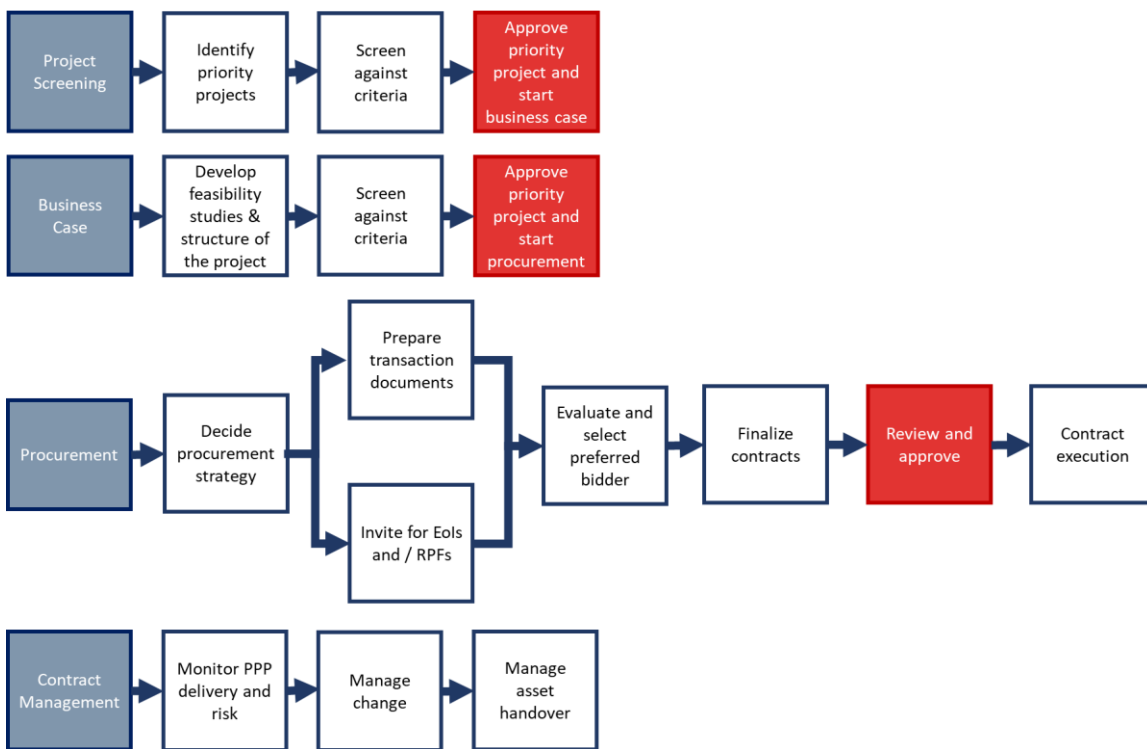 Project
Screening
Identify
priority
projects
Screen
against
criteria
Approve
priority
project and
start
business case
Business
Case
Develop
feasibility
studies &
structure of
the project
Screen
against
criteria
Approve
priority
project and
start
procurement
Procurement
Decide
procurement
strategy
Prepare
transaction
documents
Invite for EoIs
and / RPFs
Evaluate and
select
preferred
bidder
Finalize
contracts
Review and
approve
Contract
execution
Contract
Management
Monitor PPP
delivery and
risk
Manage
change
Manage
asset
handover